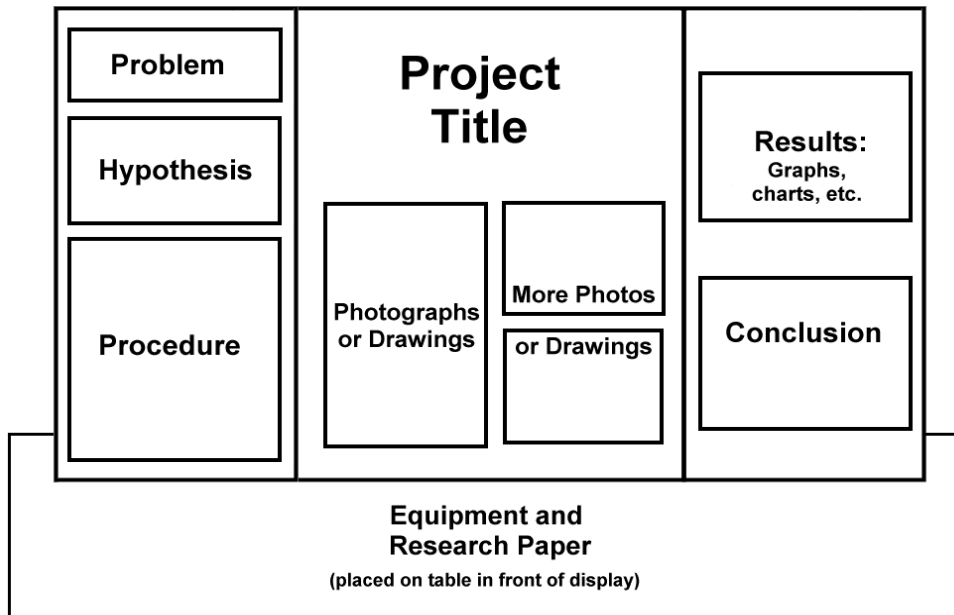 Problem
Hypothesis
Procedure
Project
Title
Photographs
or Drawings
More Photos
or Drawings
Results:
Graphs,
charts, etc.
Conclusion
Equipment and
Research Paper
(placed on table in front of display)